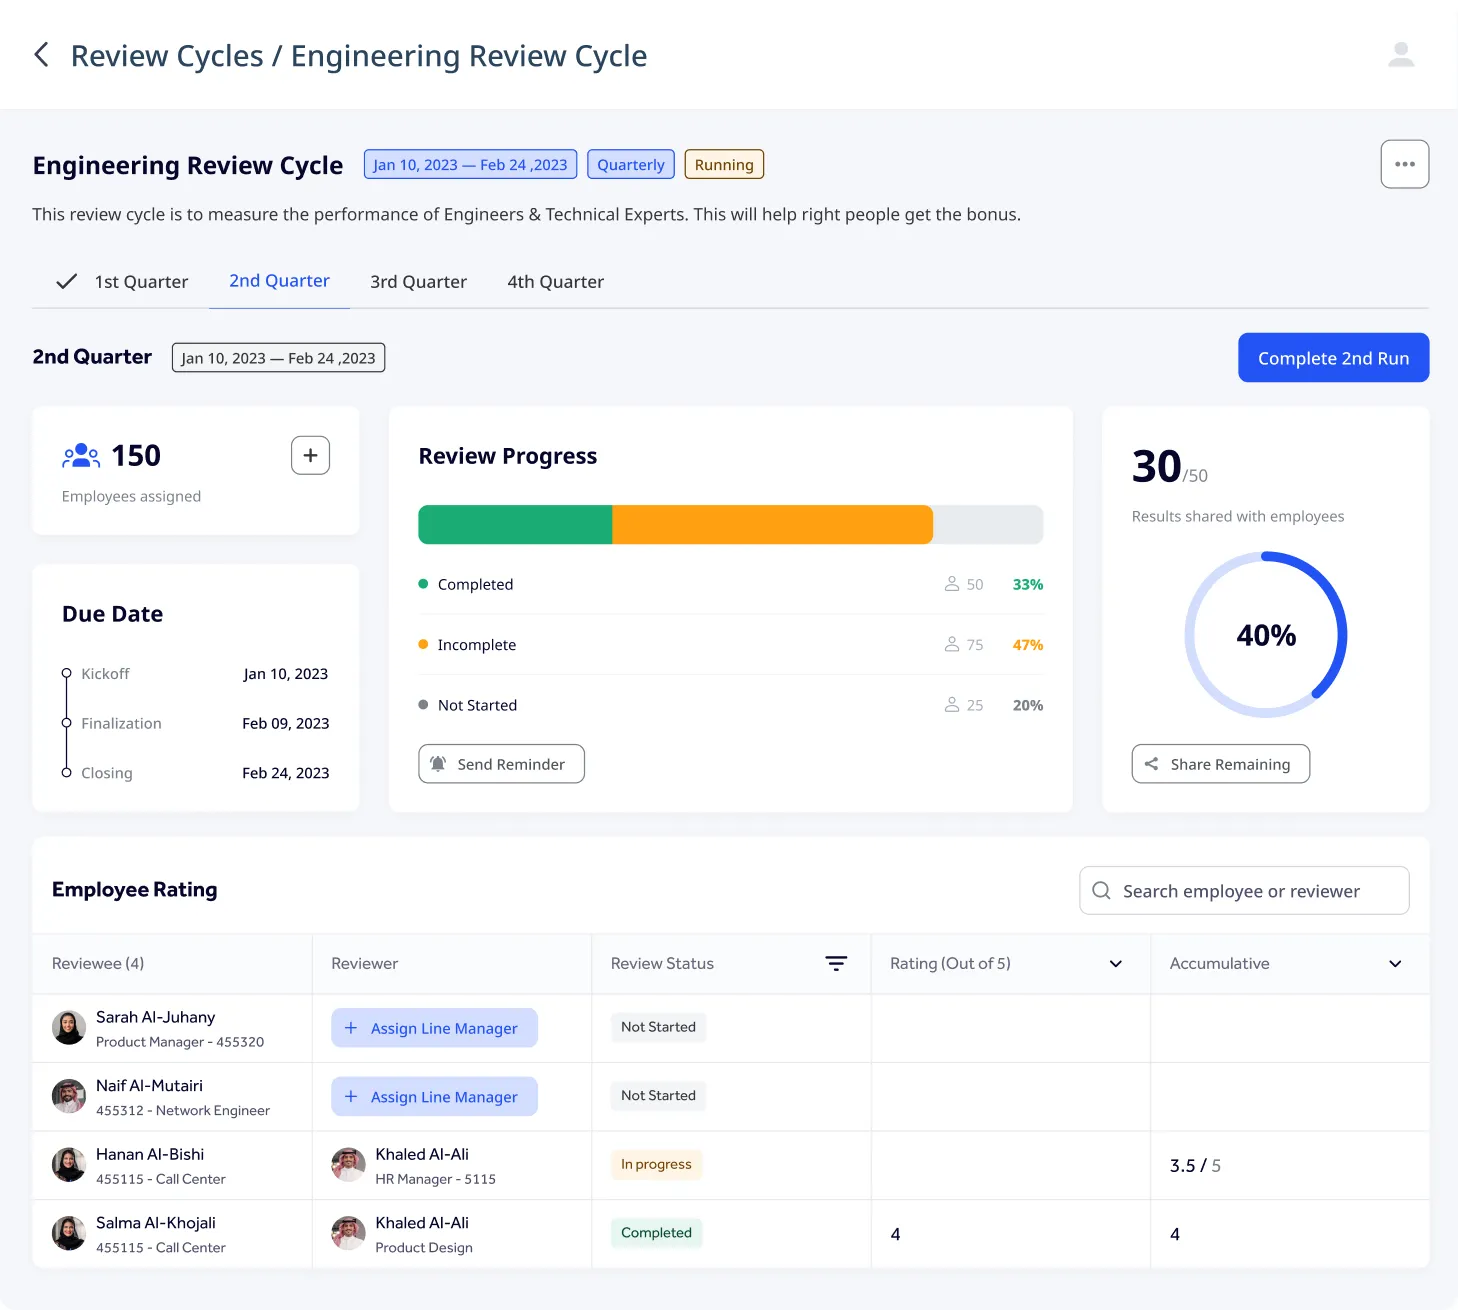 Review Cycles / Engineering Review Cycle
Engineering Review Cycle
Jan 10, 2023 — Feb 24 ,2023
Quarterly
Running
This review cycle is to measure the performance of Engineers & Technical Experts. This will help right people get the bonus.
1st Quarter
2nd Quarter
3rd Quarter
4th Quarter
2nd Quarter
Jan 10, 2023 — Feb 24 ,2023
Complete 2nd Run
150
Employees assigned
Due Date
Kickoff Jan 10, 2023
Finalization Feb 09, 2023
Closing Feb 24, 2023
Review Progress
Completed 50 33%
Incomplete 75 47%
Not Started 25 20%
Send Reminder
30/50
Results shared with employees
40%
Share Remaining
Employee Rating
Search employee or reviewer
Reviewee (4) Reviewer Review Status Rating (Out of 5) Accumulative
Sarah Al-Juhany
Product Manager - 455320
Assign Line Manager
Not Started
Naif Al-Mutairi
455312 - Network Engineer
Assign Line Manager
Not Started
Hanan Al-Bishi
455115 - Call Center
Khaled Al-Ali
HR Manager - 5115
In progress
3.5 / 5
Salma Al-Khojali
455115 - Call Center
Khaled Al-Ali
Product Design
Completed
4
4